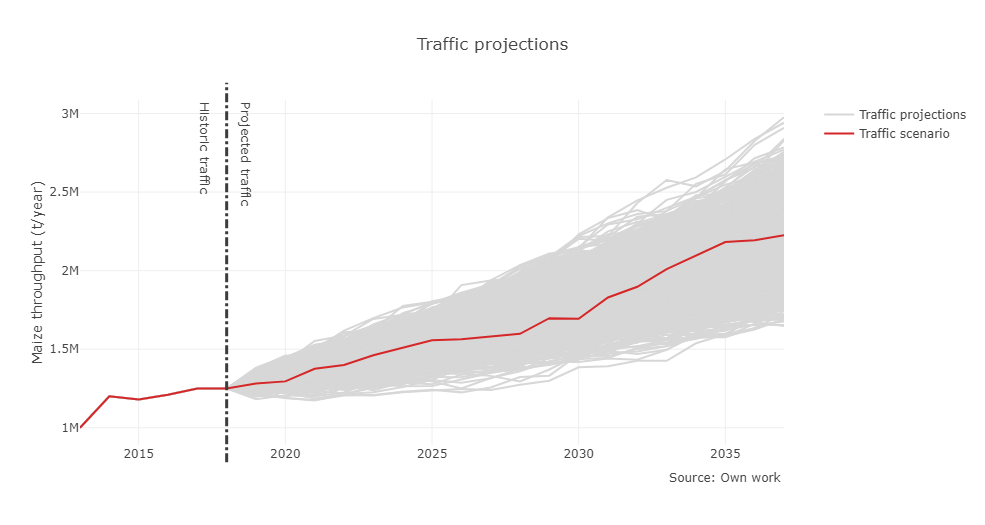 Traffic projections
Historic traffic
Projected traffic
Traffic projections
Traffic scenario
Maize throughput (t/year)
3M
2.5M
2M
1.5M
1M
2015
2020
2025
2030
2035
Source: Own work